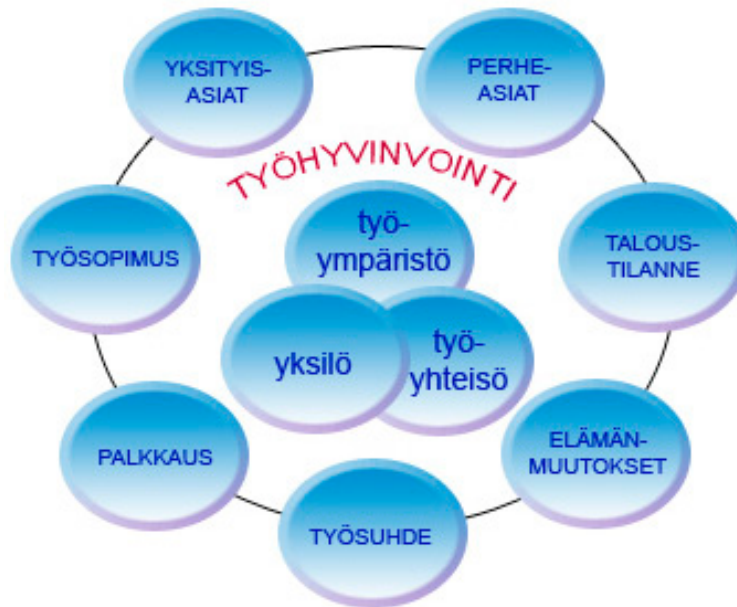 YKSITYIS-
ASIAT
PERHE-
ASIAT
TYÖHYVINVOINTI
työ-
ympäristö
TYÖSOPIMUS
TALOUS-
TILANNE
yksilö
työ-
yhteisö
PALKKAUS
ELÄMÄN-
MUUTOKSET
TYÖSUHDE